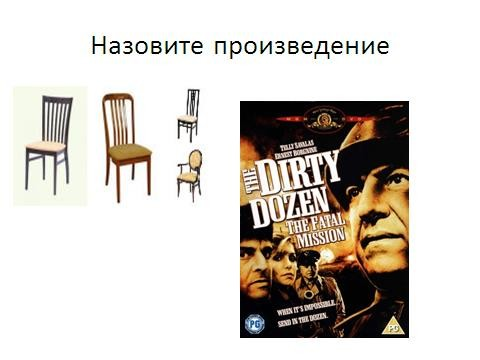 Назовите произведение
TELLY SAVALAS
ERNEST BORGNINE
THE
DIRTY
DOZEN
THE FATAL
MISSION
WHEN IT'S IMPOSSIBLE,
SEND IN THE DOZEN.
PG
PG